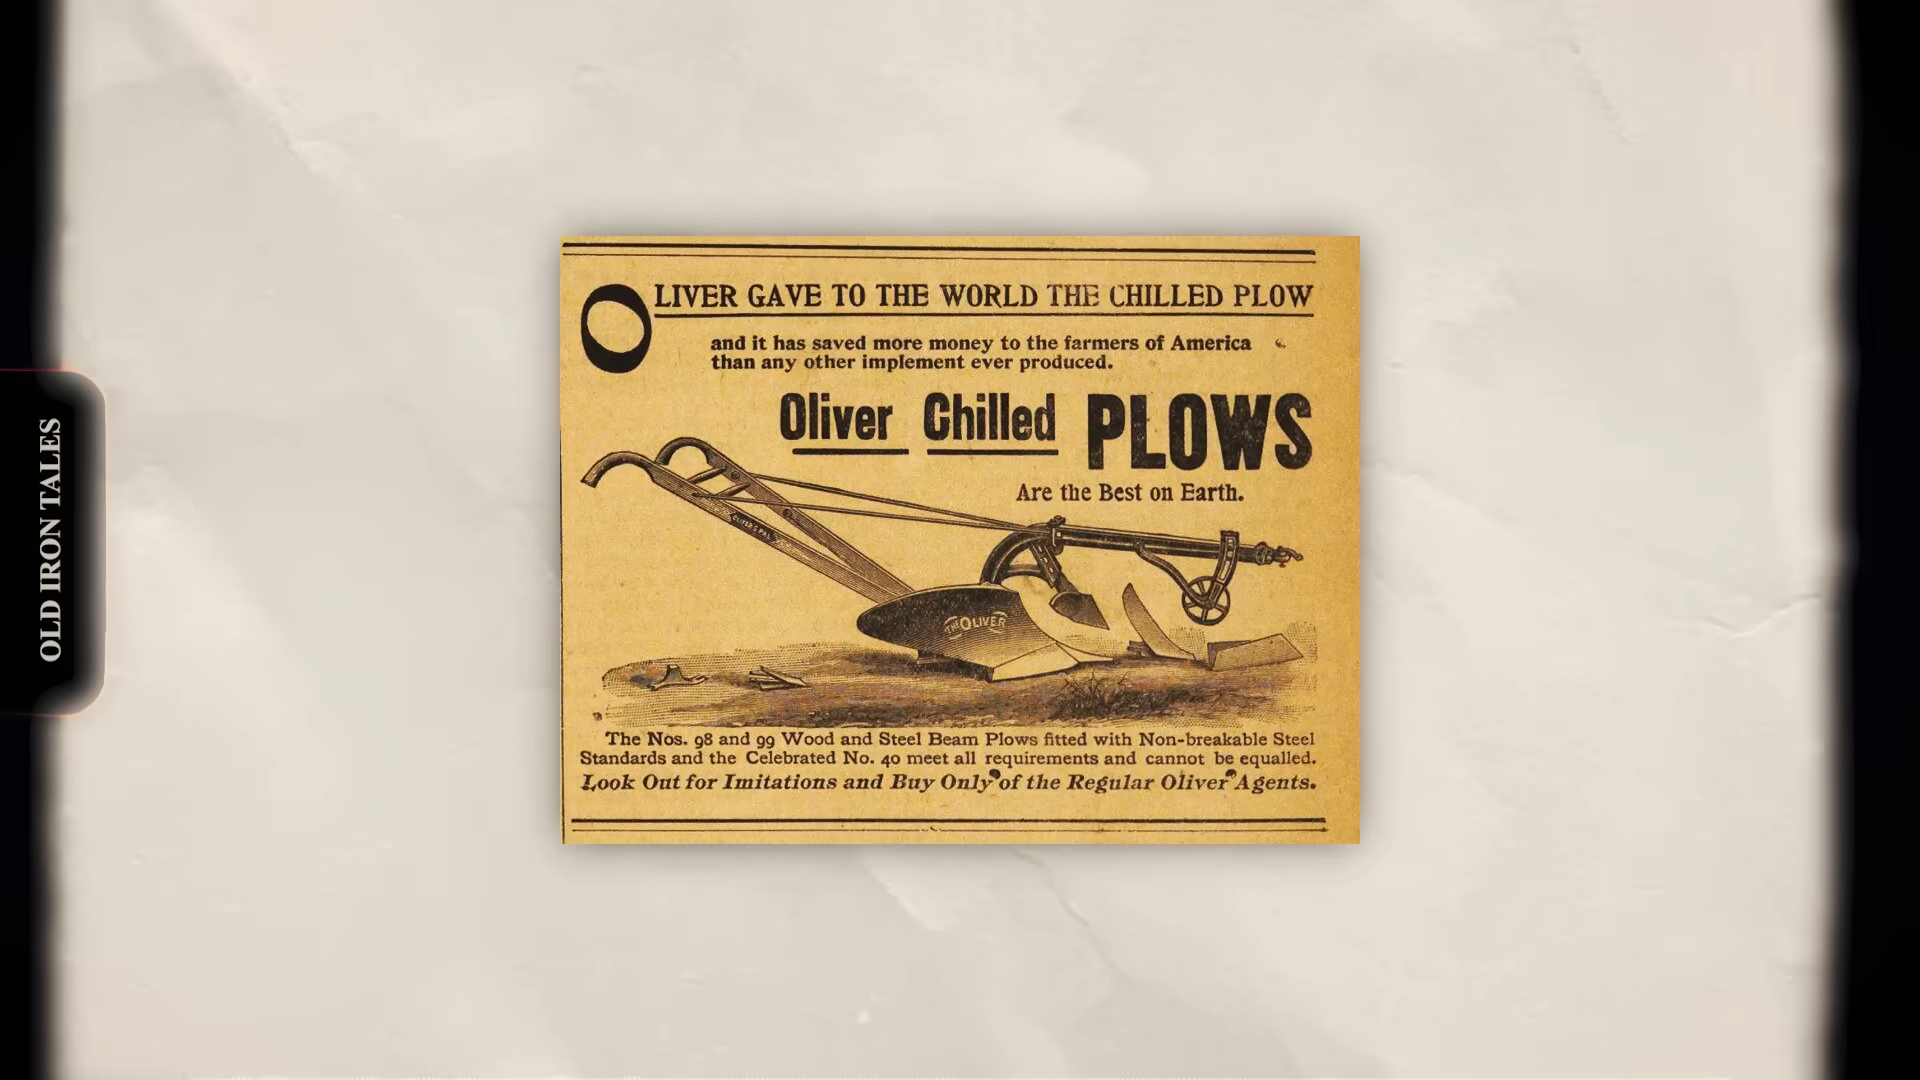 OLD IRON TALES
OLIVER GAVE TO THE WORLD THE CHILLED PLOW
and it has saved more money to the farmers of America
than any other implement ever produced.
Oliver Chilled PLOWS
Are the Best on Earth.
THE OLIVER
The Nos. 98 and 99 Wood and Steel Beam Plows fitted with Non-breakable Steel
Standards and the Celebrated No. 40 meet all requirements and cannot be equalled.
Look Out for Imitations and Buy Only of the Regular Oliver Agents.